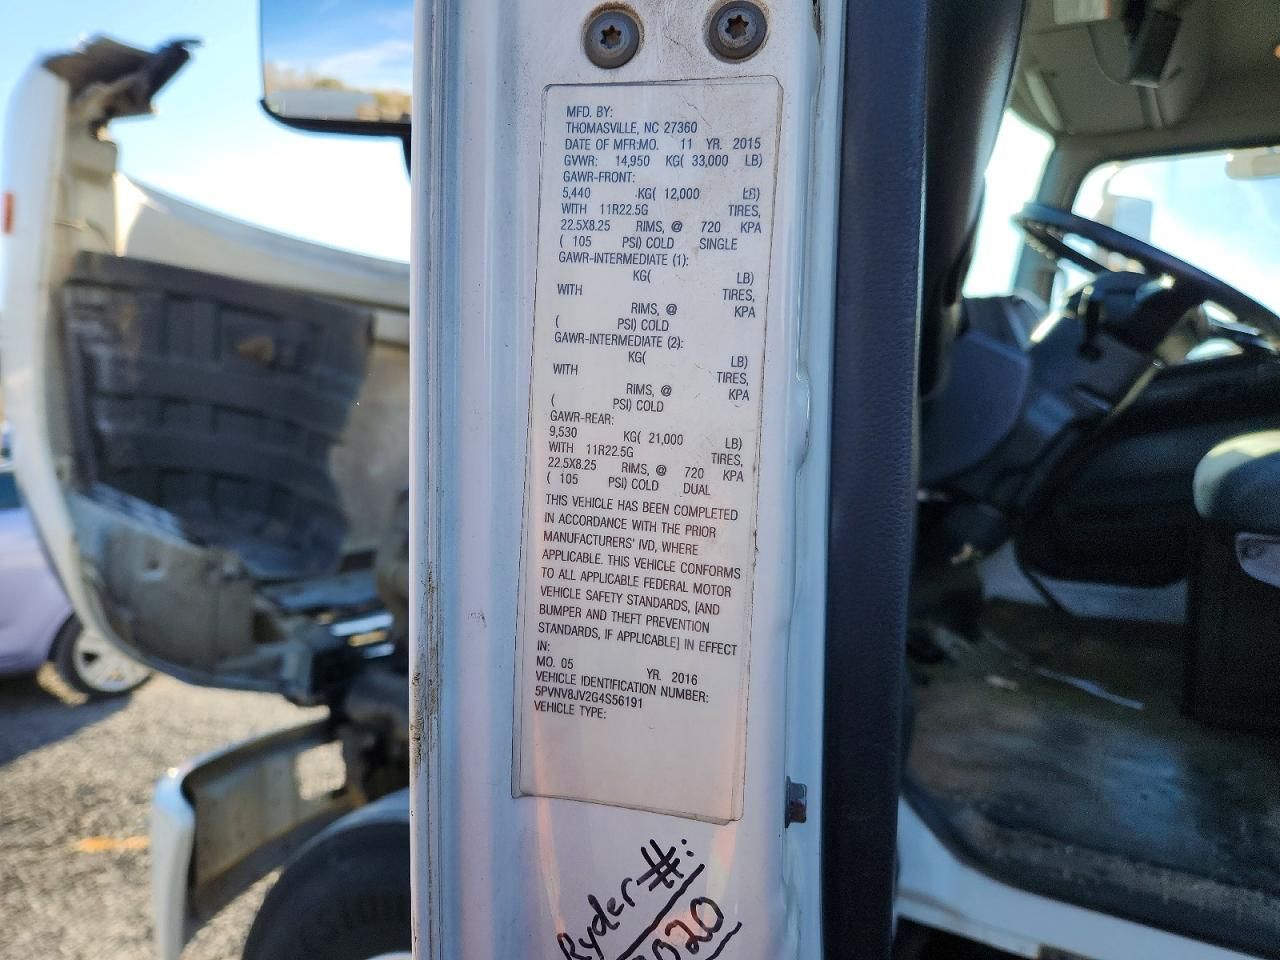 MFD. BY:
THOMASVILLE, NC 27360
DATE OF MFR:MO. 11 YR. 2015
GVWR: 14,950 KG( 33,000 LB)
GAWR-FRONT:
5,440 KG( 12,000 LB)
WITH 11R22.5G TIRES,
22.5X8.25 RIMS, @ 720 KPA
( 105 PSI) COLD SINGLE
GAWR-INTERMEDIATE (1):
KG( LB)
WITH TIRES,
RIMS, @ KPA
( PSI) COLD
GAWR-INTERMEDIATE (2):
KG( LB)
WITH TIRES,
RIMS, @ KPA
( PSI) COLD
GAWR-REAR:
9,530 KG( 21,000 LB)
WITH 11R22.5G TIRES,
22.5X8.25 RIMS, @ 720 KPA
( 105 PSI) COLD DUAL
THIS VEHICLE HAS BEEN COMPLETED
IN ACCORDANCE WITH THE PRIOR
MANUFACTURERS' IVD, WHERE
APPLICABLE. THIS VEHICLE CONFORMS
TO ALL APPLICABLE FEDERAL MOTOR
VEHICLE SAFETY STANDARDS, [AND
BUMPER AND THEFT PREVENTION
STANDARDS, IF APPLICABLE] IN EFFECT
IN:
MO. 05 YR. 2016
VEHICLE IDENTIFICATION NUMBER:
5PVNV8JV2G4S56191
VEHICLE TYPE:
Ryder #: